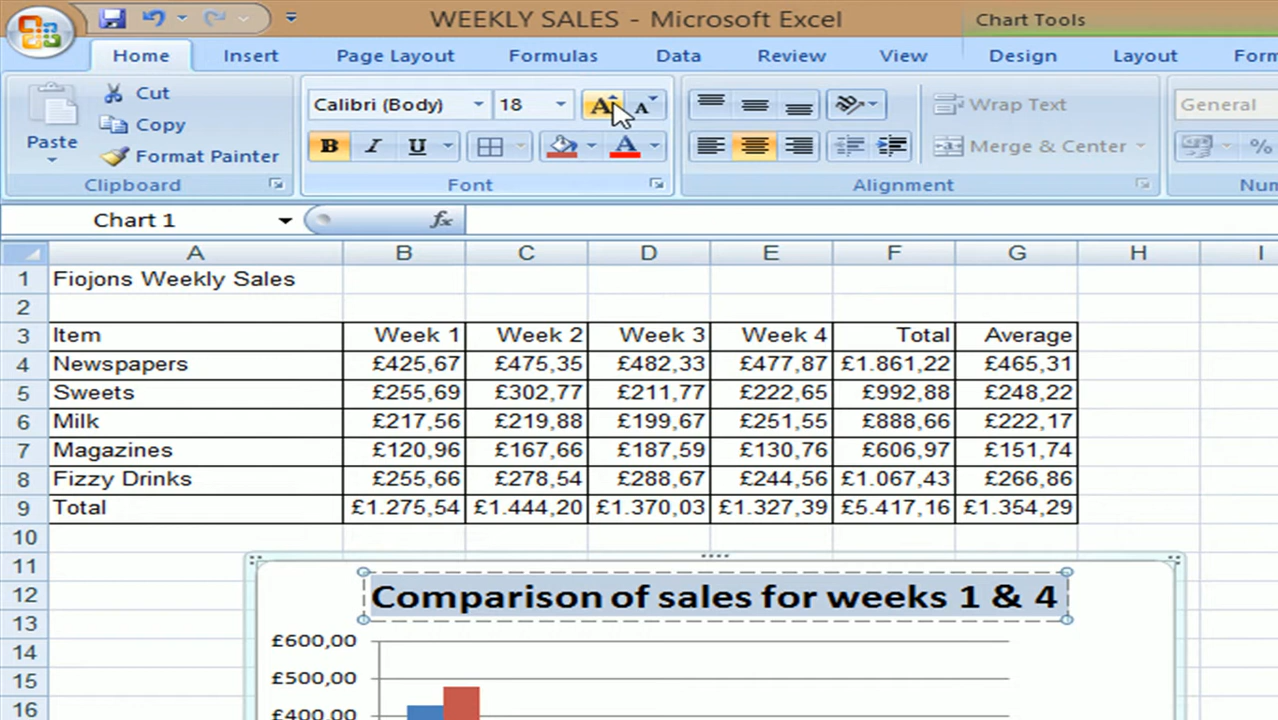 WEEKLY SALES - Microsoft Excel Chart Tools
Home Insert Page Layout Formulas Data Review View Design Layout Form
Paste Cut Copy Format Painter
Clipboard
Calibri (Body) 18 A A
B I U A
Font
Wrap Text
Merge & Center
Alignment
General
%
Num
Chart 1 fx
A B C D E F G H I
1 Fiojons Weekly Sales
2
3 Item Week 1 Week 2 Week 3 Week 4 Total Average
4 Newspapers £425,67 £475,35 £482,33 £477,87 £1.861,22 £465,31
5 Sweets £255,69 £302,77 £211,77 £222,65 £992,88 £248,22
6 Milk £217,56 £219,88 £199,67 £251,55 £888,66 £222,17
7 Magazines £120,96 £167,66 £187,59 £130,76 £606,97 £151,74
8 Fizzy Drinks £255,66 £278,54 £288,67 £244,56 £1.067,43 £266,86
9 Total £1.275,54 £1.444,20 £1.370,03 £1.327,39 £5.417,16 £1.354,29
10
11
12 Comparison of sales for weeks 1 & 4
13
£600,00
14
15 £500,00
16 £400,00